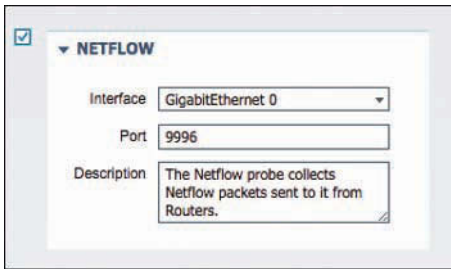 NETFLOW
Interface GigabitEthernet 0
Port 9996
Description The Netflow probe collects
Netflow packets sent to it from
Routers.